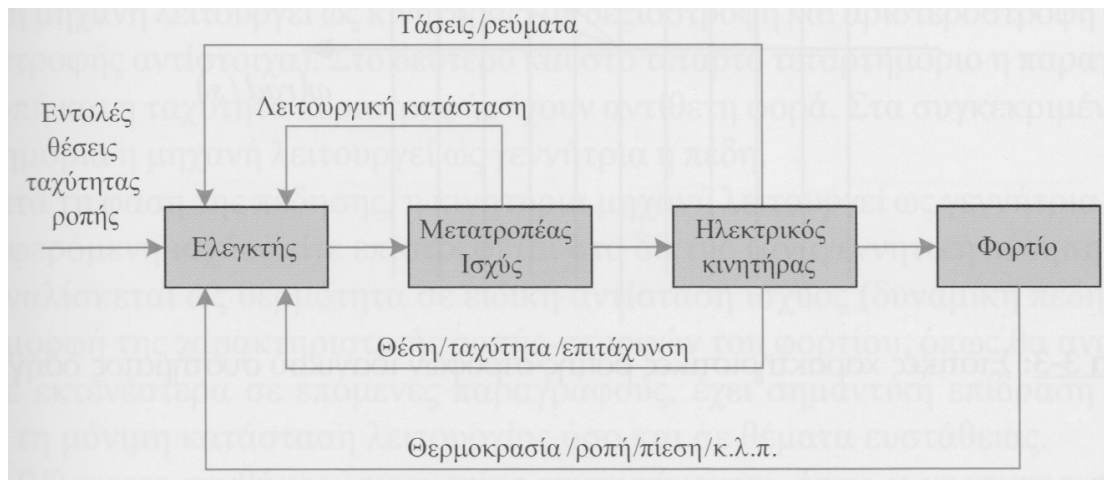 Τάσεις/ρεύματα
Λειτουργική κατάσταση
Εντολές
θέσεις
ταχύτητας
ροπής
Ελεγκτής
Μετατροπέας
Ισχύς
Ηλεκτρικός
κινητήρας
Φορτίο
Θέση/ταχύτητα/επιτάχυνση
Θερμοκρασία/ροπή/πίεση/κ.λ.π.